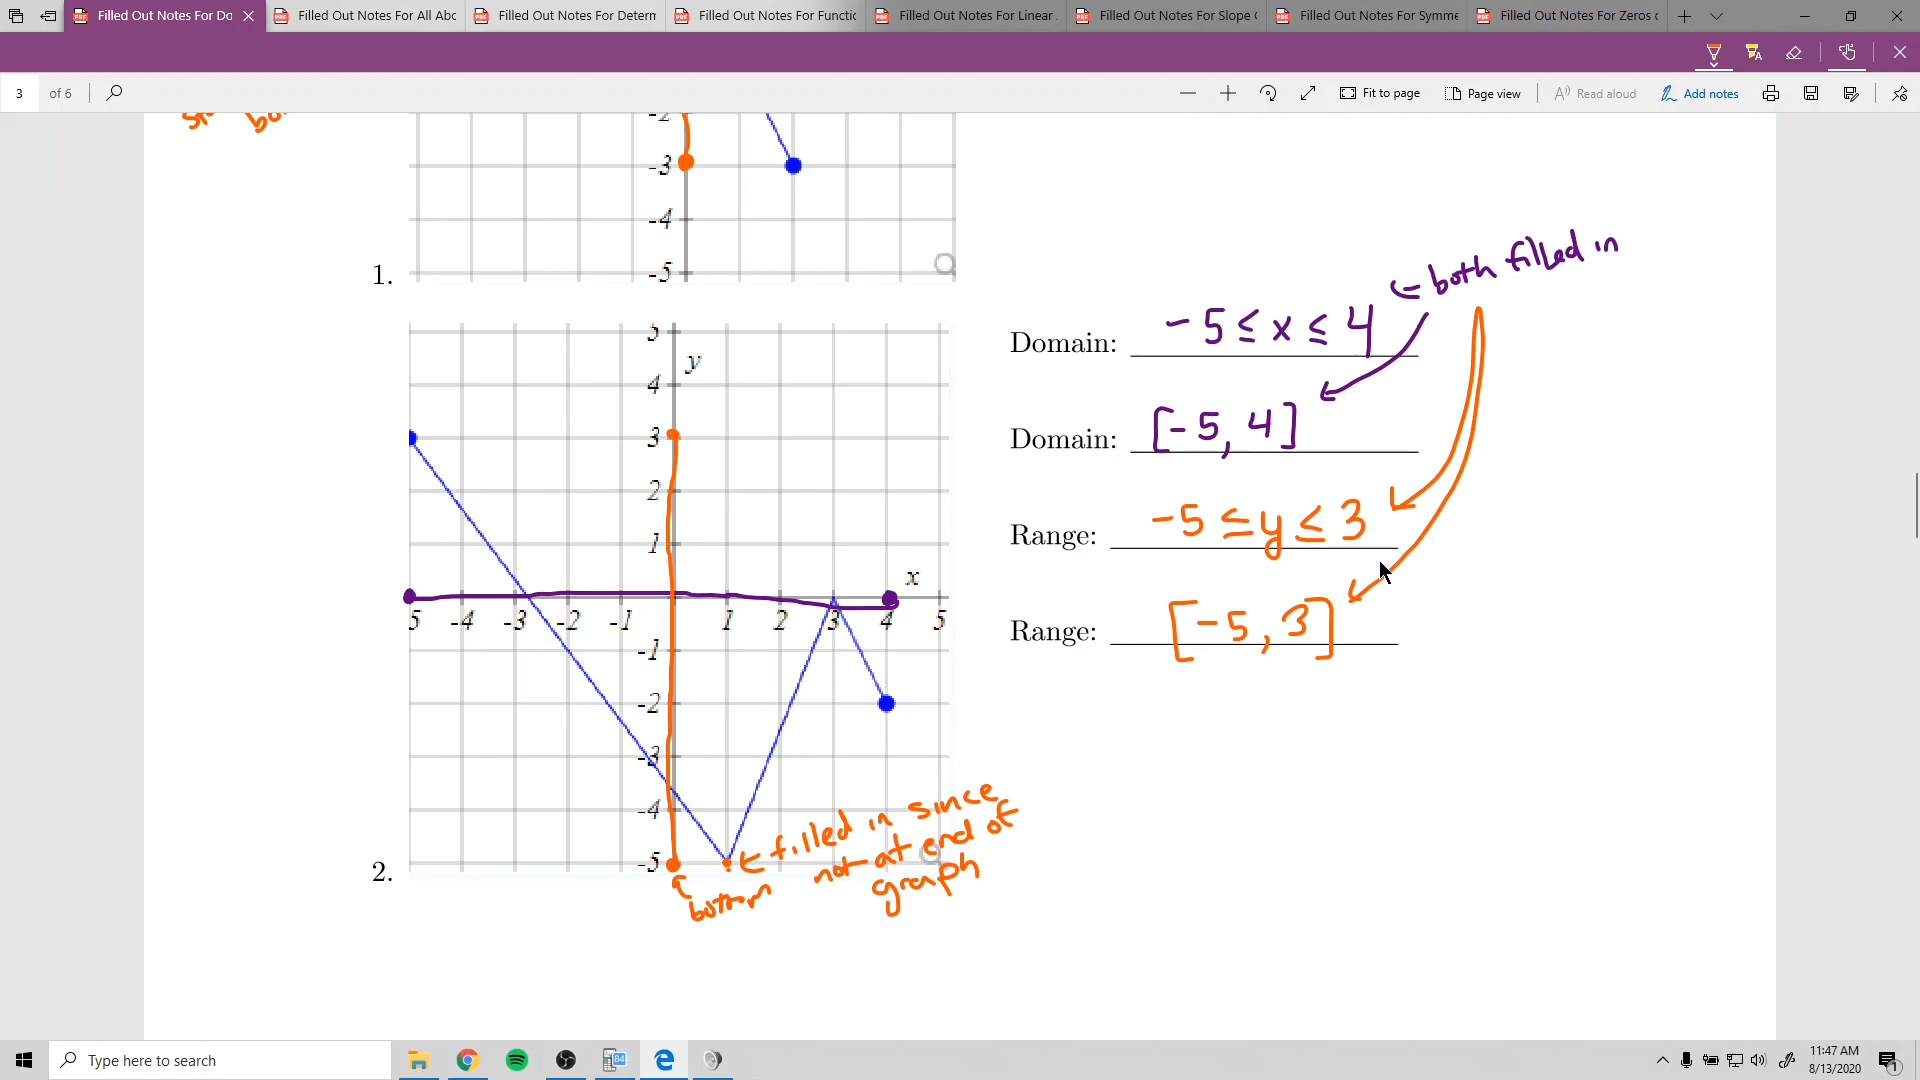 Filled Out Notes For Do
Filled Out Notes For All Abc
Filled Out Notes For Determ
Filled Out Notes For Functic
Filled Out Notes For Linear
Filled Out Notes For Slope
Filled Out Notes For Symme
Filled Out Notes For Zeros
3 of 6
Fit to page
Page view
Read aloud
Add notes
-3
-4
-5
1.
both filled in
Domain: -5 ≤ x ≤ 4
Domain: [-5, 4]
Range: -5 ≤ y ≤ 3
Range: [-5, 3]
5
y
4
3
2
1
x
5 -4 -3 -2 -1 1 2 3 4 5
-1
-2
-3
-4
-5
2.
filled in since
not at end of
graph
bottom
Type here to search
84
11:47 AM
8/13/2020
1